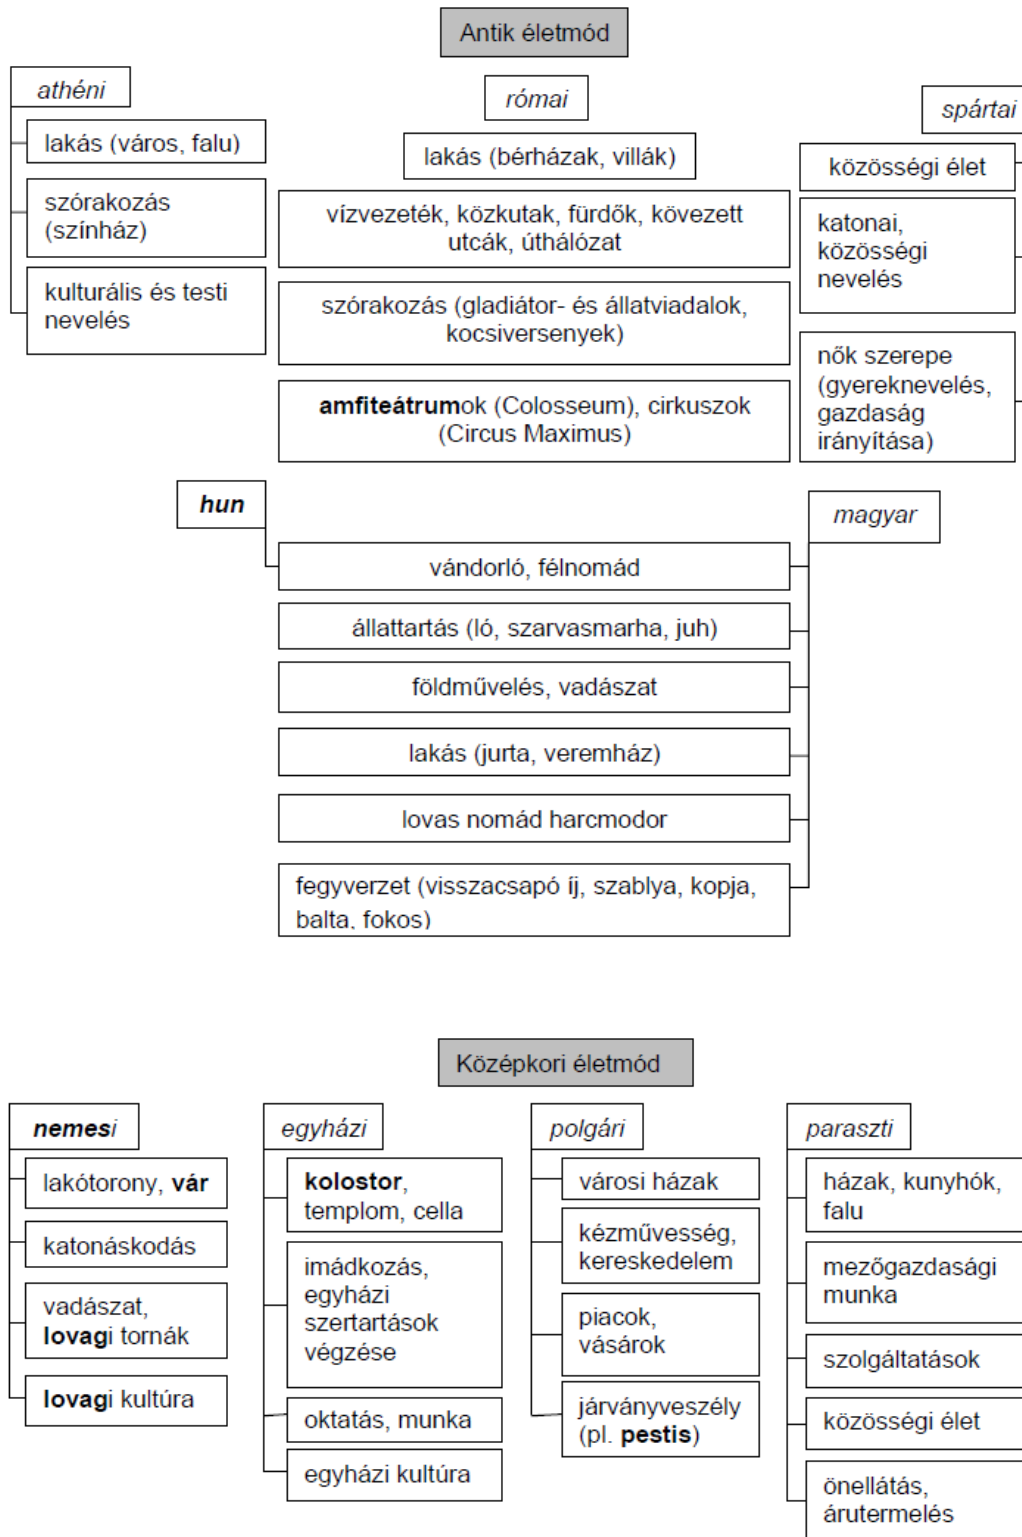 Antik életmód
athéni
lakás (város, falu)
szórakozás
(színház)
kulturális és testi
nevelés
római
lakás (bérházak, villák)
vízvezeték, közkutak, fürdők, kövezett
utcák, úthálózat
szórakozás (gladiátor- és állatviadalok,
kocsiversenyek)
amfiteátrumok (Colosseum), cirkuszok
(Circus Maximus)
spártai
közösségi élet
katonai,
közösségi
nevelés
nők szerepe
(gyereknevelés,
gazdaság
irányítása)
hun
magyar
vándorló, félnomád
állattartás (ló, szarvasmarha, juh)
földművelés, vadászat
lakás (jurta, veremház)
lovas nomád harcmodor
fegyverzet (visszacsapó íj, szablya, kopja,
balta, fokos)
Középkori életmód
nemesi
lakótorony, vár
katonáskodás
vadászat,
lovagi tornák
lovagi kultúra
egyházi
kolostor,
templom, cella
imádkozás,
egyházi
szertartások
végzése
oktatás, munka
egyházi kultúra
polgári
városi házak
kézművesség,
kereskedelem
piacok,
vásárok
járványveszély
(pl. pestis)
paraszti
házak, kunyhók,
falu
mezőgazdasági
munka
szolgáltatások
közösségi élet
önellátás,
árutermelés